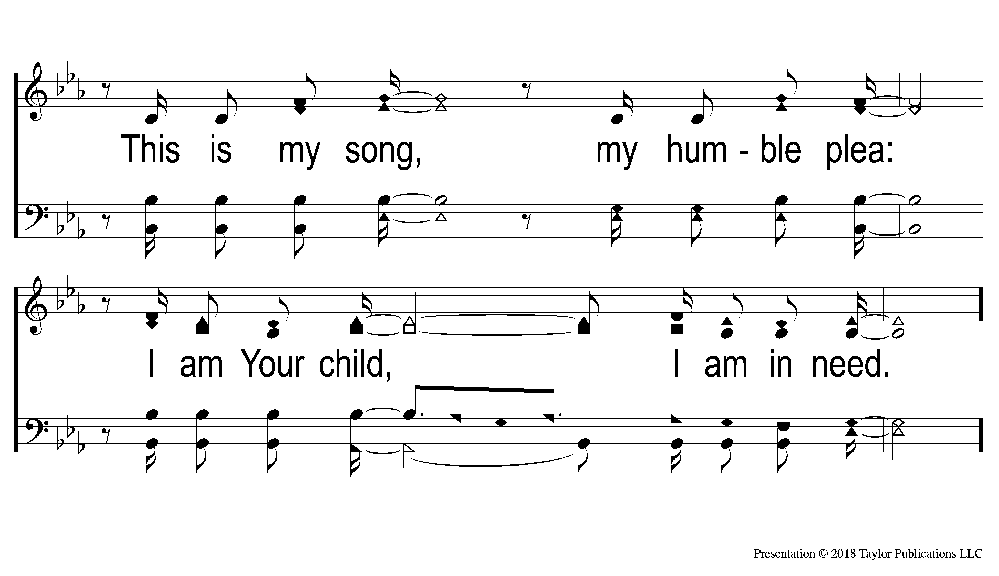 This is my song, my hum - ble plea:
I am Your child, I am in need.
Presentation © 2018 Taylor Publications LLC